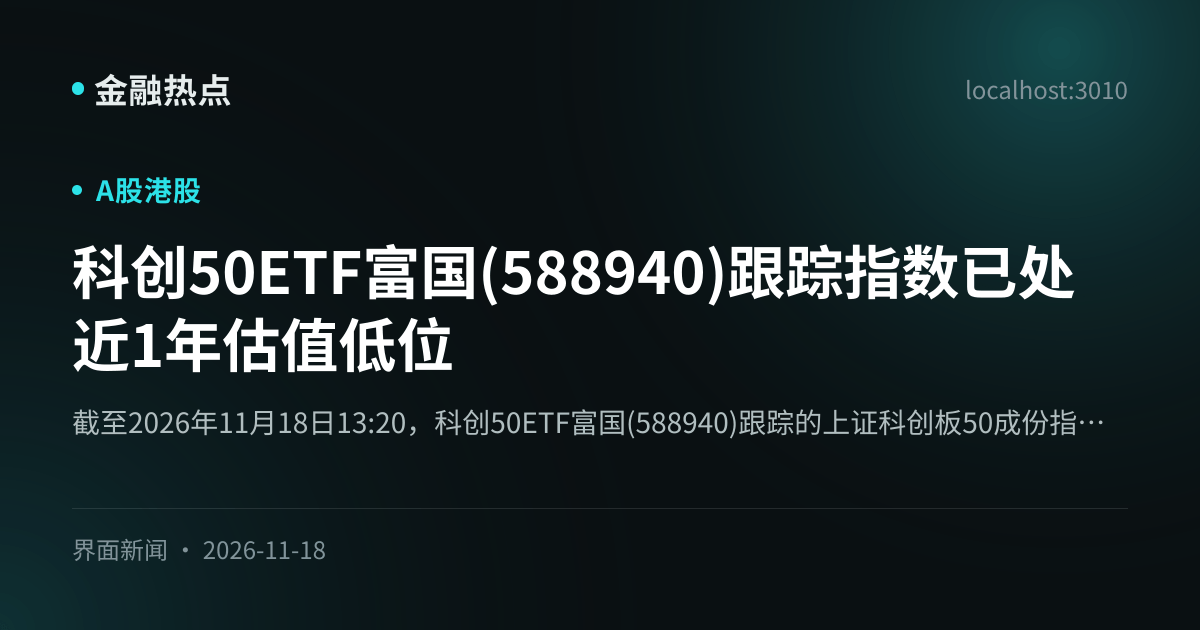 金融热点
localhost:3010
A股港股
科创50ETF富国(588940)跟踪指数已处
近1年估值低位
截至2026年11月18日13:20，科创50ETF富国(588940)跟踪的上证科创板50成份指…
界面新闻 · 2026-11-18